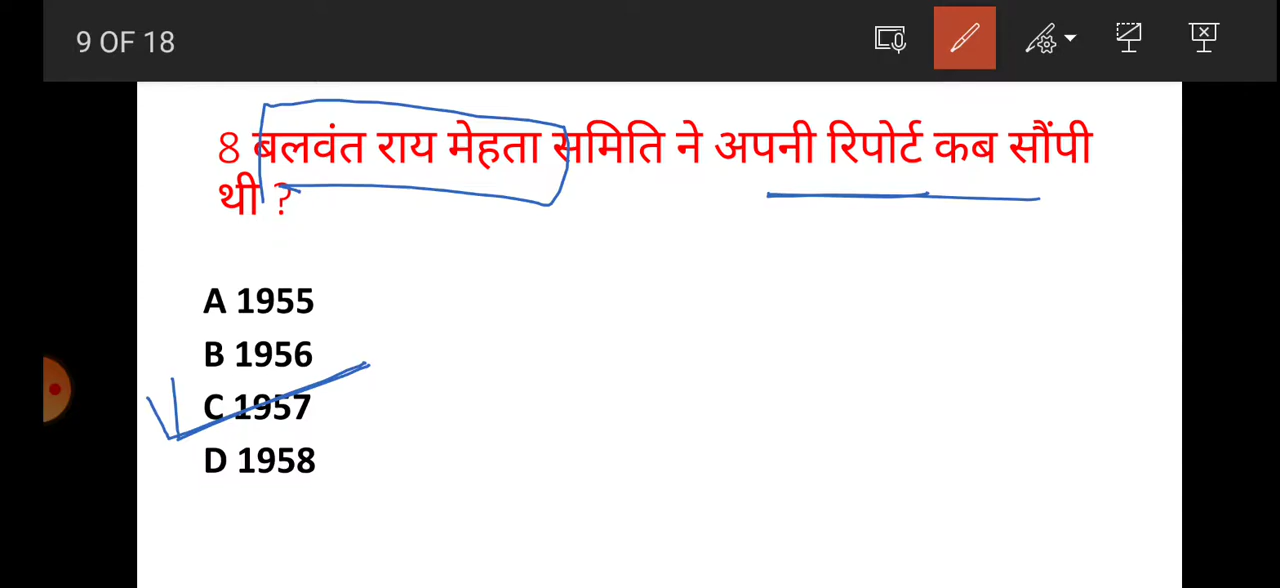 9 OF 18
8 बलवंत राय मेहता समिति ने अपनी रिपोर्ट कब सौंपी
थी ?
A 1955
B 1956
C 1957
D 1958